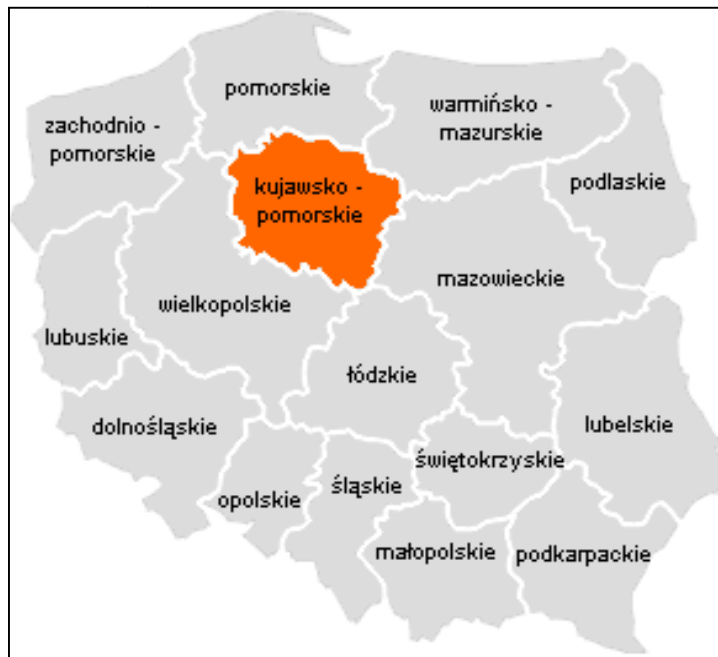 pomorskie
warmińsko -
mazurskie
zachodnio -
pomorskie
podlaskie
kujawsko -
pomorskie
mazowieckie
wielkopolskie
lubuskie
łódzkie
dolnośląskie
lubelskie
świętokrzyskie
śląskie
opolskie
małopolskie
podkarpackie